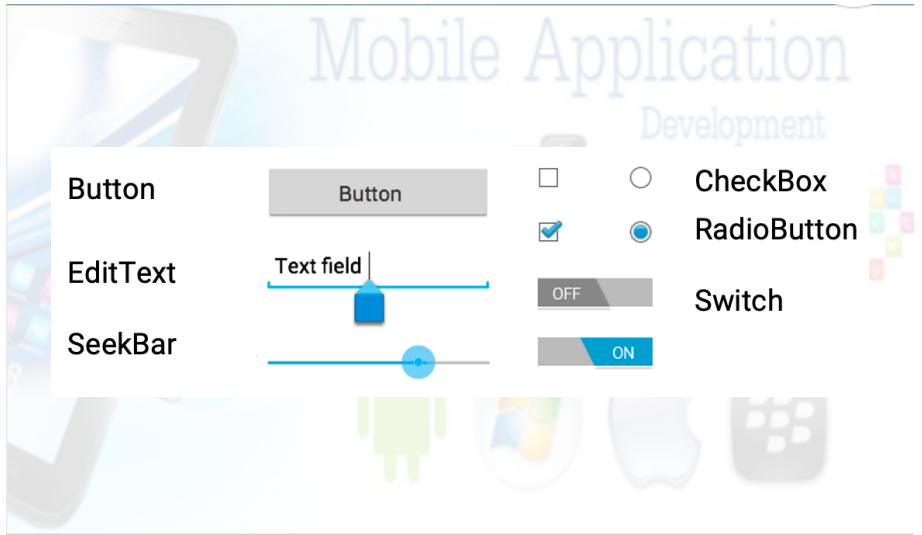 Mobile Application
Development
Button
Button
CheckBox
RadioButton
EditText
Text field
OFF
Switch
SeekBar
ON